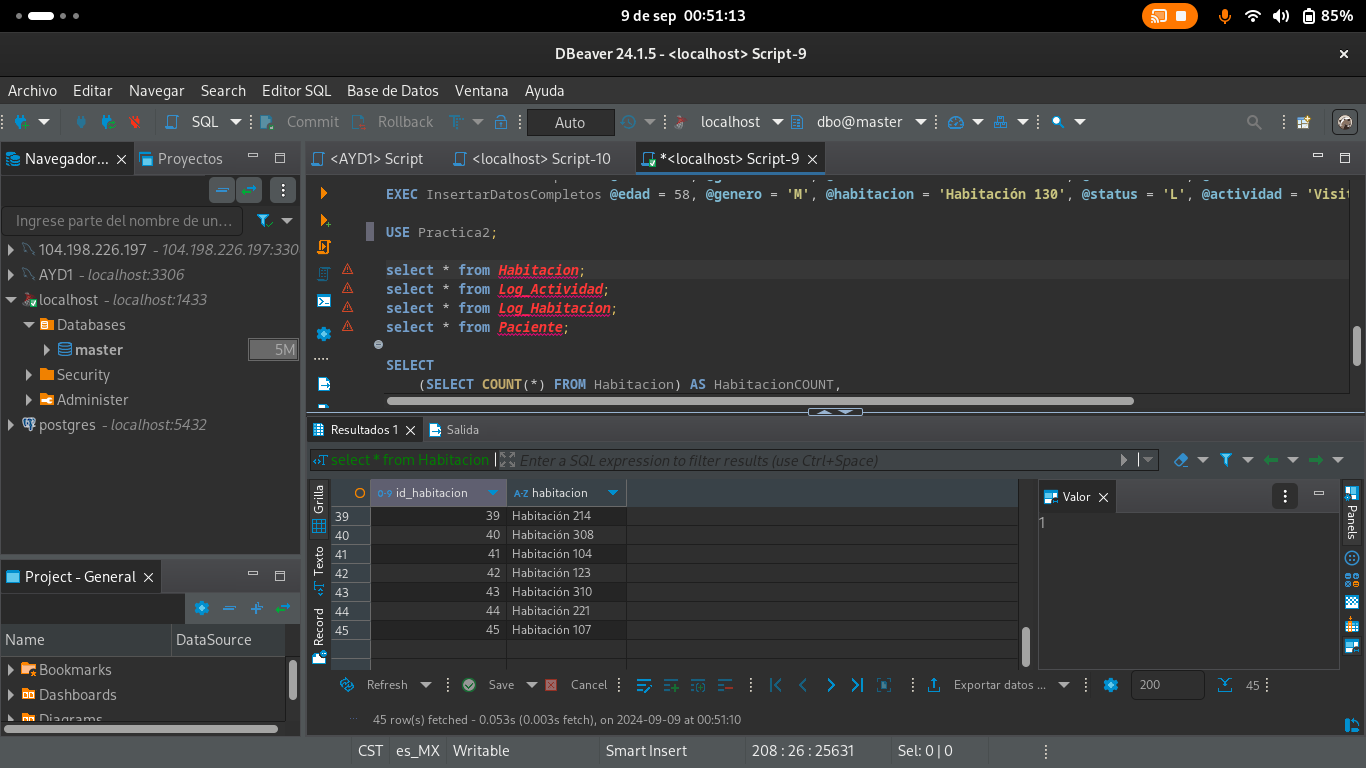 9 de sep 00:51:13
85%
DBeaver 24.1.5 - <localhost> Script-9
Archivo Editar Navegar Search Editor SQL Base de Datos Ventana Ayuda
SQL Commit Rollback Auto localhost dbo@master
Navegador... Proyectos
<AYD1> Script <localhost> Script-10 *<localhost> Script-9
Ingrese parte del nombre de un...
104.198.226.197 - 104.198.226.197:330
AYD1 - localhost:3306
localhost - localhost:1433
Databases
master 5M
Security
Administer
postgres - localhost:5432
EXEC InsertarDatosCompletos @edad = 58, @genero = 'M', @habitacion = 'Habitación 130', @status = 'L', @actividad = 'Visit
USE Practica2;
select * from Habitacion;
select * from Log_Actividad;
select * from Log_Habitacion;
select * from Paciente;
SELECT
(SELECT COUNT(*) FROM Habitacion) AS HabitacionCOUNT,
Resultados 1 Salida
select * from Habitacion Enter a SQL expression to filter results (use Ctrl+Space)
Grilla
Texto
Record
id_habitacion habitacion
39 39 Habitación 214
40 40 Habitación 308
41 41 Habitación 104
42 42 Habitación 123
43 43 Habitación 310
44 44 Habitación 221
45 45 Habitación 107
Valor
1
Panels
Project - General
Name DataSource
Bookmarks
Dashboards
Diagrams
Refresh Save Cancel Exportar datos ... 200 45
45 row(s) fetched - 0.053s (0.003s fetch), on 2024-09-09 at 00:51:10
CST es_MX Writable Smart Insert 208 : 26 : 25631 Sel: 0 | 0